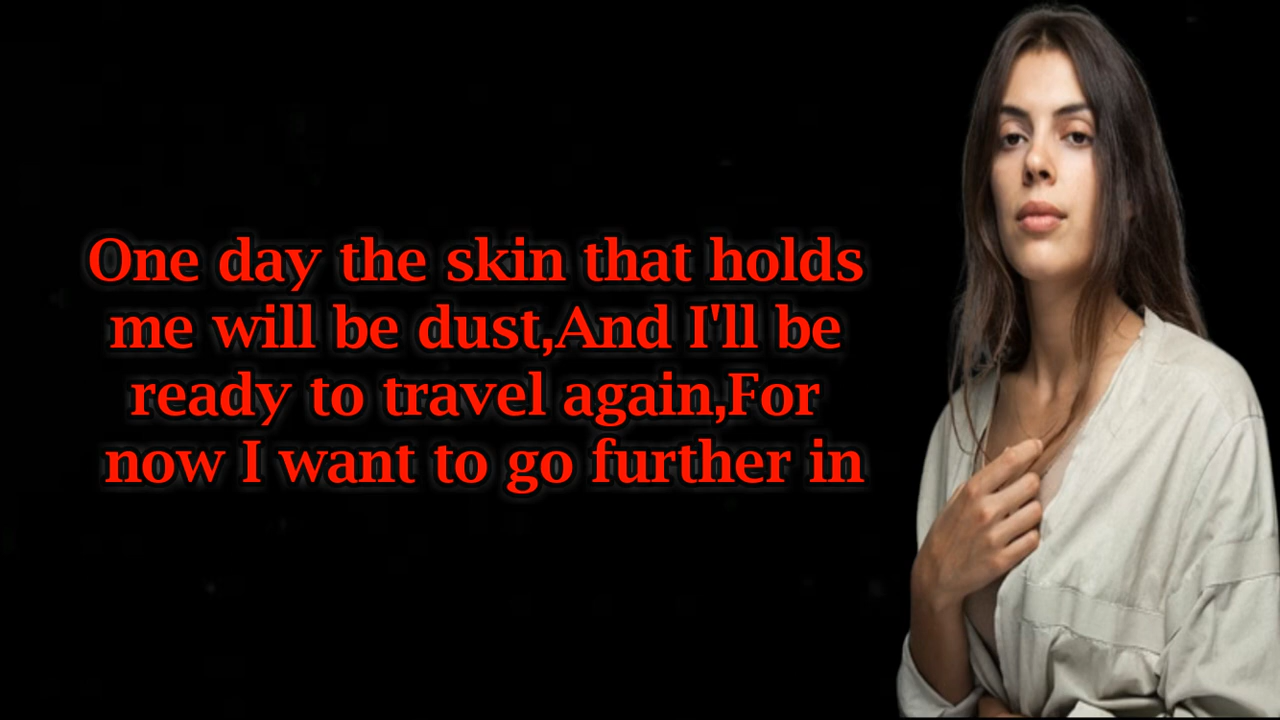 One day the skin that holds
me will be dust,And I'll be
ready to travel again,For
now I want to go further in